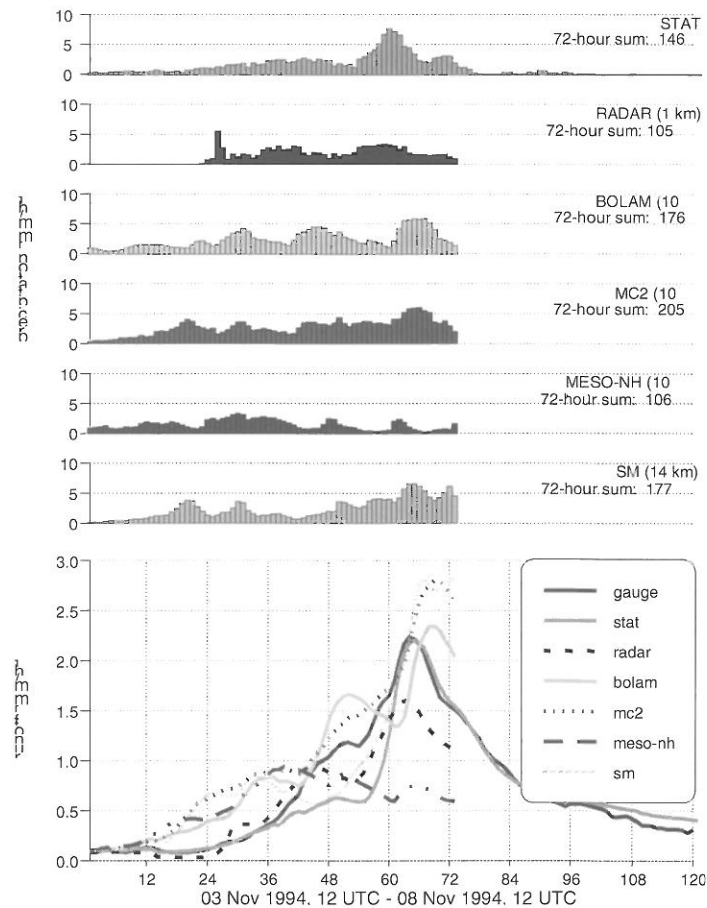 10
5
0
STAT
72-hour sum: 146
10
5
0
RADAR (1 km)
72-hour sum: 105
10
5
0
BOLAM (10
72-hour sum: 176
10
5
0
MC2 (10
72-hour sum: 205
10
5
0
MESO-NH (10
72-hour sum: 106
10
5
0
SM (14 km)
72-hour sum: 177
3.0
2.5
2.0
1.5
1.0
0.5
0.0
gauge
stat
radar
bolam
mc2
meso-nh
sm
12 24 36 48 60 72 84 96 108 120
03 Nov 1994, 12 UTC - 08 Nov 1994, 12 UTC